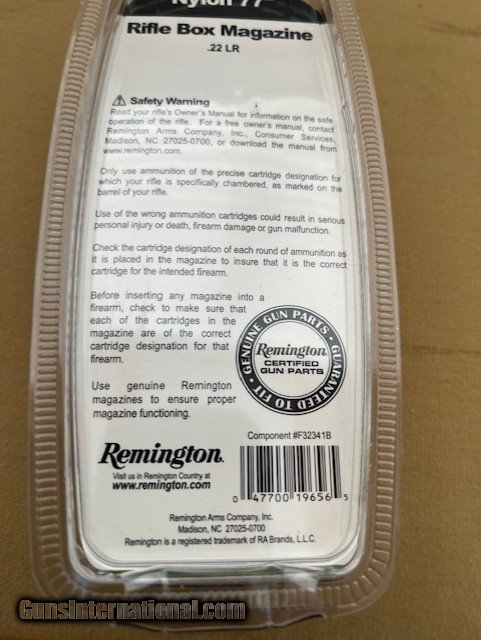 Nylon 77™
Rifle Box Magazine
.22 LR
⚠ Safety Warning
Read your rifle's Owner's Manual for information on the safe
operation of the rifle. For a free owner's manual, contact
Remington Arms Company, Inc., Consumer Services,
Madison, NC 27025-0700, or download the manual from
www.remington.com.
Only use ammunition of the precise cartridge designation for
which your rifle is specifically chambered, as marked on the
barrel of your rifle.
Use of the wrong ammunition cartridges could result in serious
personal injury or death, firearm damage or gun malfunction.
Check the cartridge designation of each round of ammunition as
it is placed in the magazine to insure that it is the correct
cartridge for the intended firearm.
Before inserting any magazine into a
firearm, check to make sure that
each of the cartridges in the
magazine are of the correct
cartridge designation for that
firearm.
Use genuine Remington
magazines to ensure proper
magazine functioning.
GENUINE GUN PARTS • GUARANTEED TO FIT •
Remington
CERTIFIED
GUN PARTS
Component #F32341B
Remington
Visit us in Remington Country at
www.remington.com
0 47700 19656 5
Remington Arms Company, Inc.
Madison, NC 27025-0700
Remington is a registered trademark of RA Brands, L.L.C.
GunsInternational.com